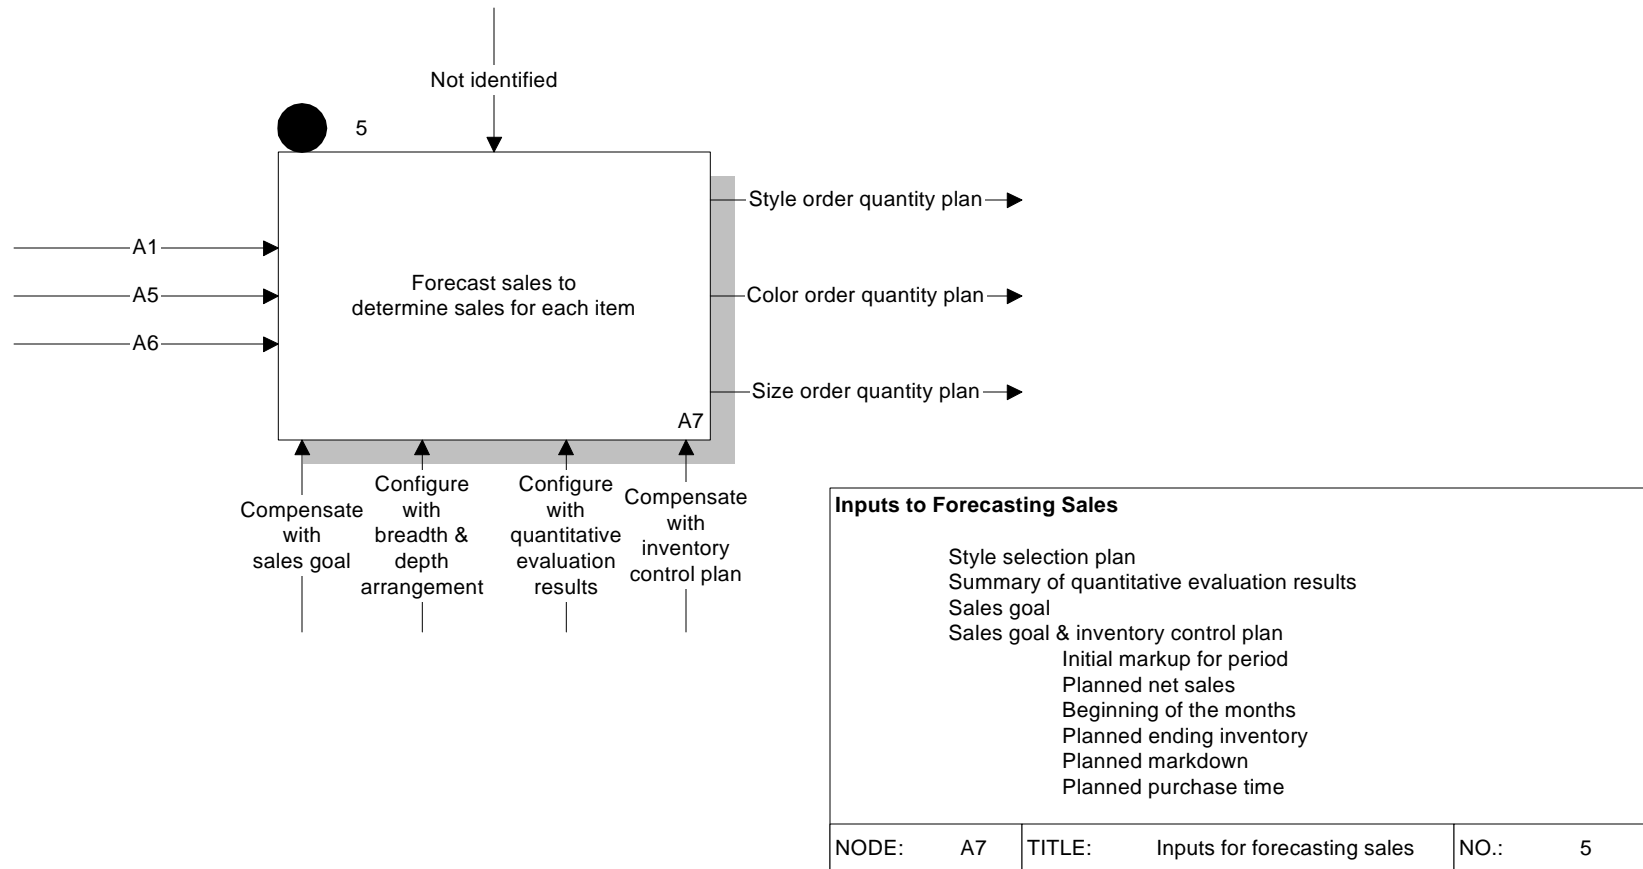 Not identified
5
Style order quantity plan
A1
Forecast sales to
determine sales for each item
A5
Color order quantity plan
A6
Size order quantity plan
A7
Compensate
with
sales goal
Configure
with
breadth &
depth
arrangement
Configure
with
quantitative
evaluation
results
Compensate
with
inventory
control plan
Inputs to Forecasting Sales
Style selection plan
Summary of quantitative evaluation results
Sales goal
Sales goal & inventory control plan
Initial markup for period
Planned net sales
Beginning of the months
Planned ending inventory
Planned markdown
Planned purchase time
NODE: A7 TITLE: Inputs for forecasting sales NO.: 5